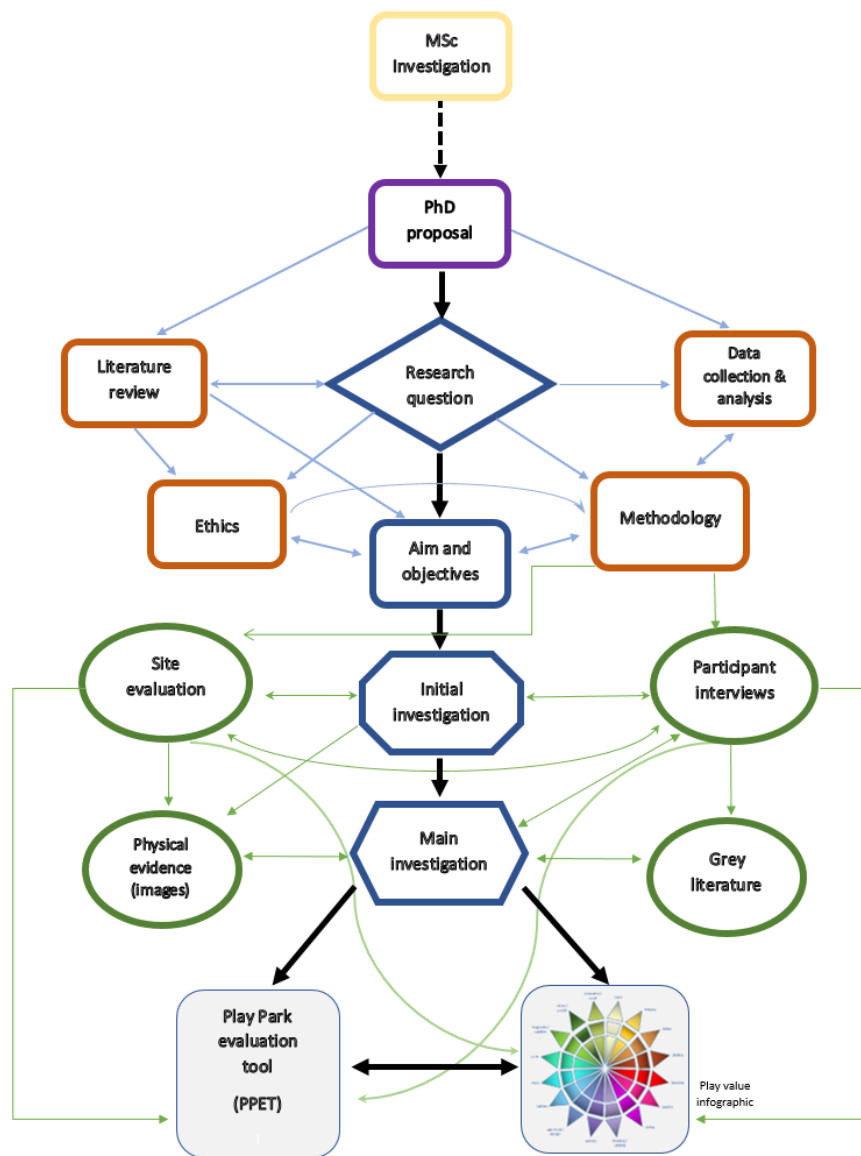 MSc
Investigation
PhD
proposal
Literature
review
Research
question
Data
collection &
analysis
Ethics
Aim and
objectives
Methodology
Site
evaluation
Initial
investigation
Participant
interviews
Physical
evidence
(images)
Main
investigation
Grey
literature
Play Park
evaluation
tool
(PPET)
Play value
infographic